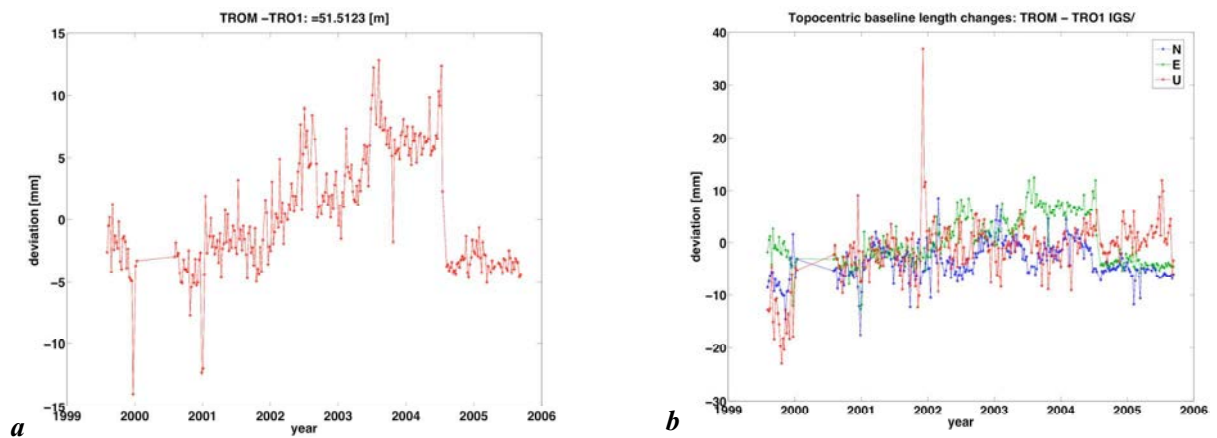 TROM -TRO1: =51.5123 [m]
deviation [mm]
15
10
5
0
-5
-10
-15
1999 2000 2001 2002 2003 2004 2005 2006
year
a
Topocentric baseline length changes: TROM - TRO1 IGS/
N
E
U
deviation [mm]
40
30
20
10
0
-10
-20
-30
1999 2000 2001 2002 2003 2004 2005 2006
year
b